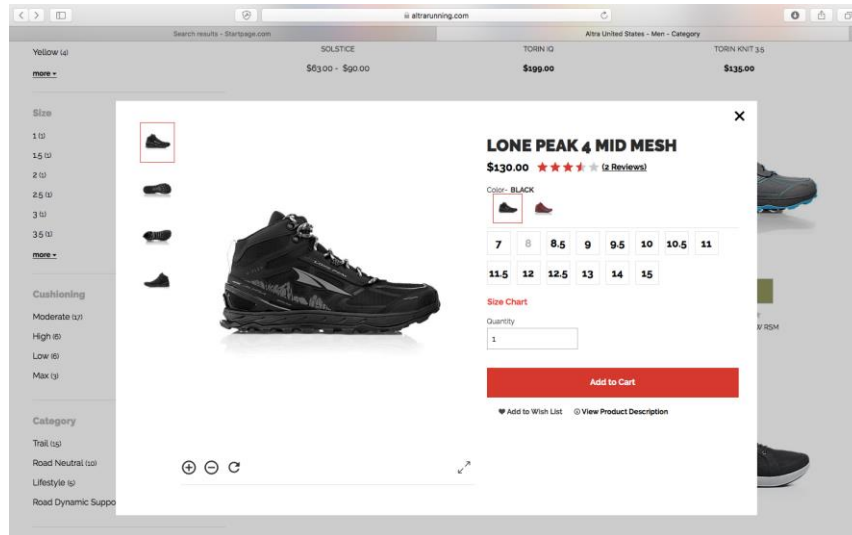 altrarunning.com
Search results - Startpage.com
Altra United States - Men - Category
Yellow (4)
more
SOLSTICE
$63.00 - $90.00
TORIN IQ
$199.00
TORIN KNIT 3.5
$135.00
Size
1 (1)
1.5 (1)
2 (1)
2.5 (1)
3 (1)
3.5 (1)
more
Cushioning
Moderate (17)
High (6)
Low (6)
Max (3)
Category
Trail (15)
Road Neutral (10)
Lifestyle (5)
Road Dynamic Suppo
LONE PEAK 4 MID MESH
$130.00 (2 Reviews)
Color- BLACK
7 8 8.5 9 9.5 10 10.5 11
11.5 12 12.5 13 14 15
Size Chart
Quantity
1
Add to Cart
Add to Wish List View Product Description
RSM